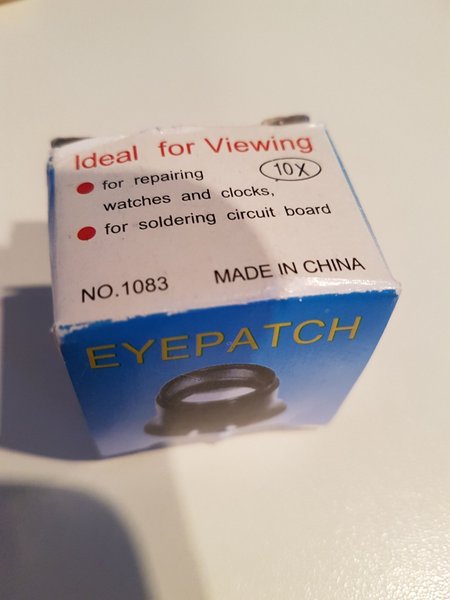 Ideal for Viewing
10X
for repairing
watches and clocks,
for soldering circuit board
NO.1083
MADE IN CHINA
EYEPATCH